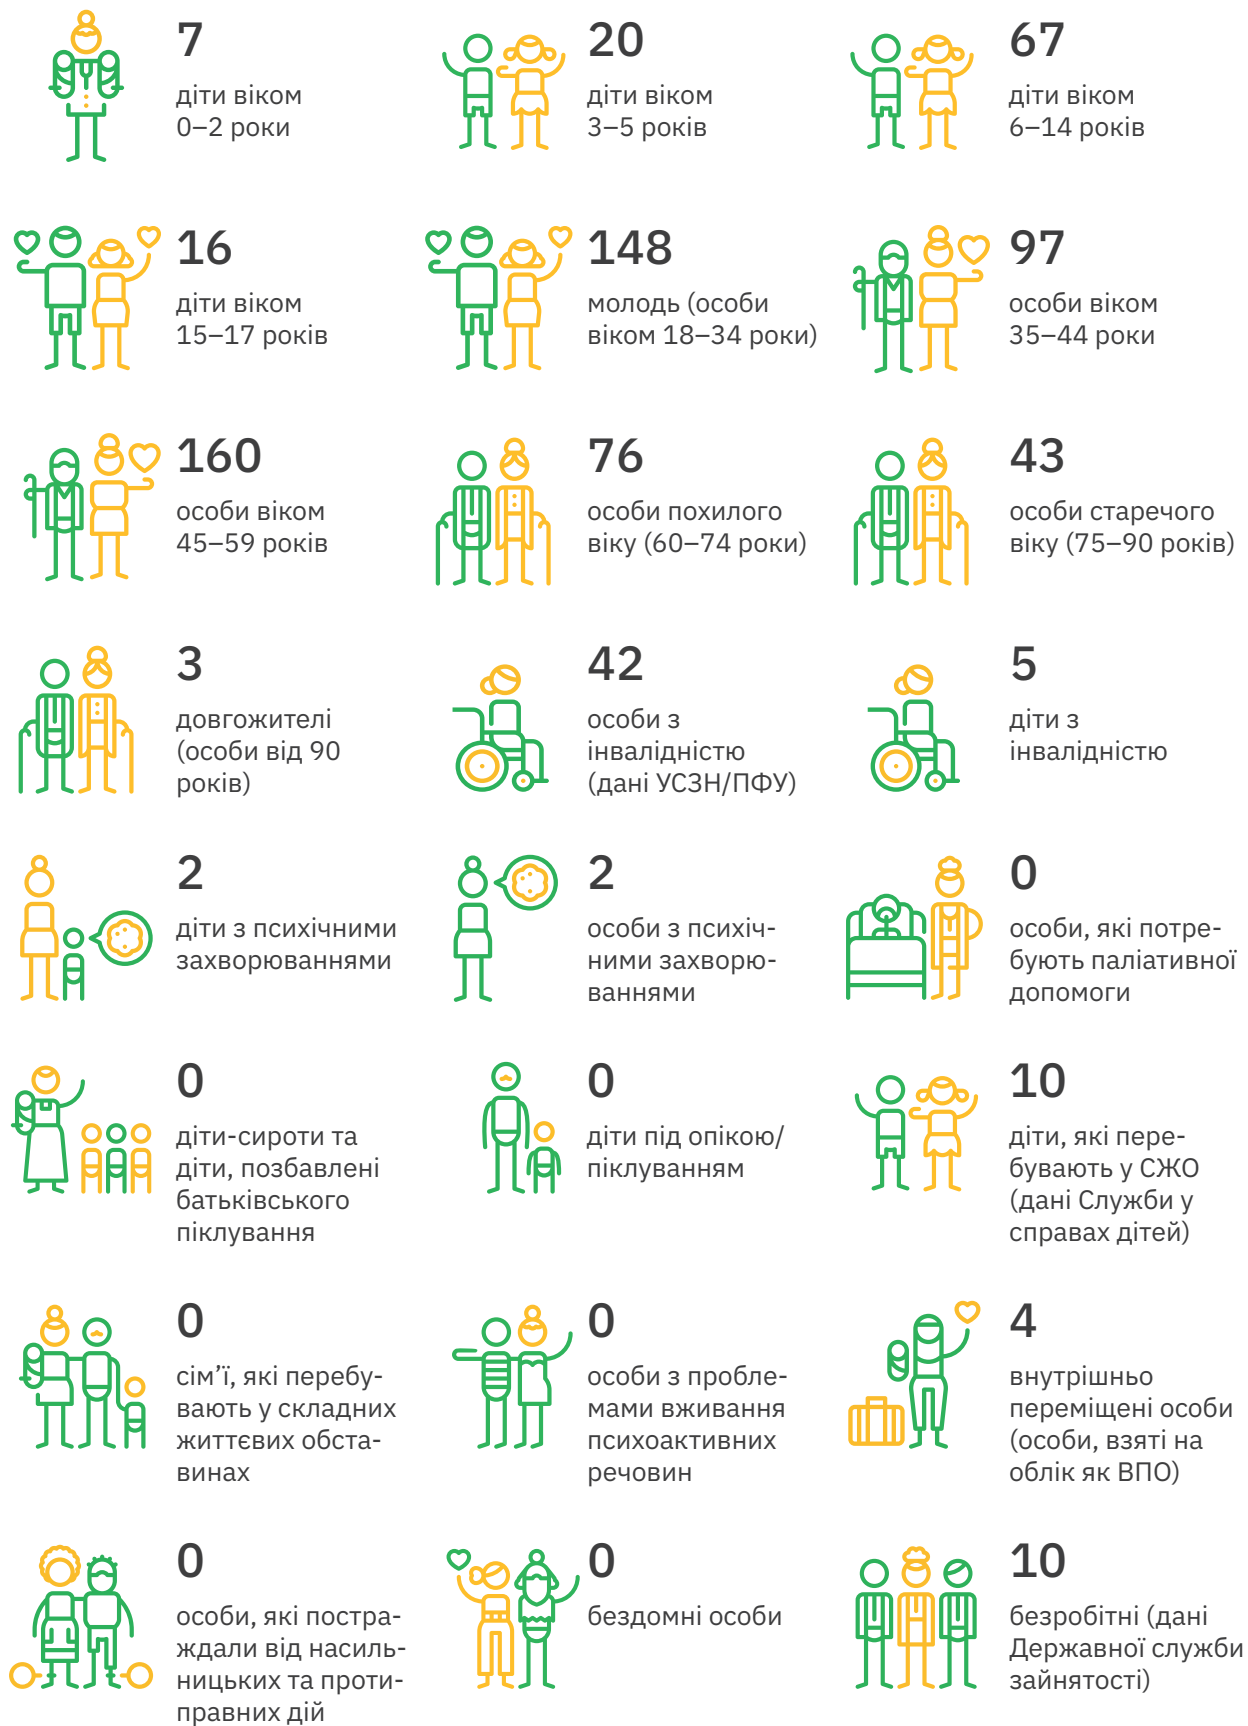 7
діти віком
0–2 роки
20
діти віком
3–5 років
67
діти віком
6–14 років
16
діти віком
15–17 років
148
молодь (особи
віком 18–34 роки)
97
особи віком
35–44 роки
160
особи віком
45–59 років
76
особи похилого
віку (60–74 роки)
43
особи старечого
віку (75–90 років)
3
довгожителі
(особи від 90
років)
42
особи з
інвалідністю
(дані УСЗН/ПФУ)
5
діти з
інвалідністю
2
діти з психічними
захворюваннями
2
особи з психіч-
ними захворю-
ваннями
0
особи, які потре-
бують паліативної
допомоги
0
діти-сироти та
діти, позбавлені
батьківського
піклування
0
діти під опікою/
піклуванням
10
діти, які пере-
бувають у СЖО
(дані Служби у
справах дітей)
0
сім’ї, які перебу-
вають у складних
життєвих обста-
винах
0
особи з пробле-
мами вживання
психоактивних
речовин
4
внутрішньо
переміщені особи
(особи, взяті на
облік як ВПО)
0
особи, які постра-
ждали від насиль-
ницьких та проти-
правних дій
0
бездомні особи
10
безробітні (дані
Державної служби
зайнятості)